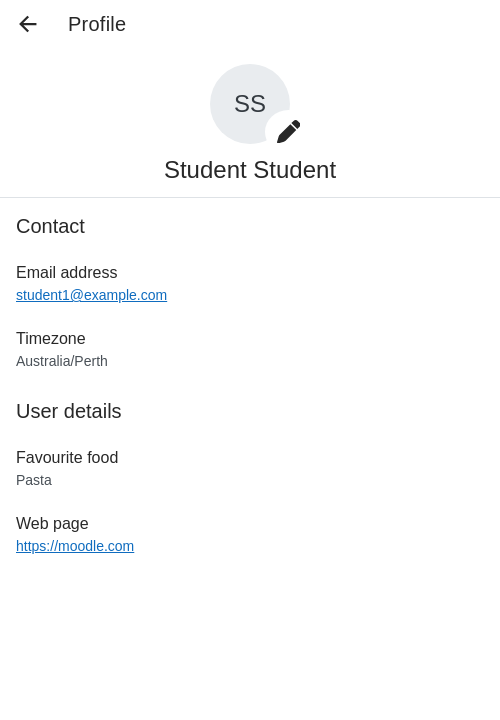 Profile
SS
Student Student
Contact
Email address
student1@example.com
Timezone
Australia/Perth
User details
Favourite food
Pasta
Web page
https://moodle.com